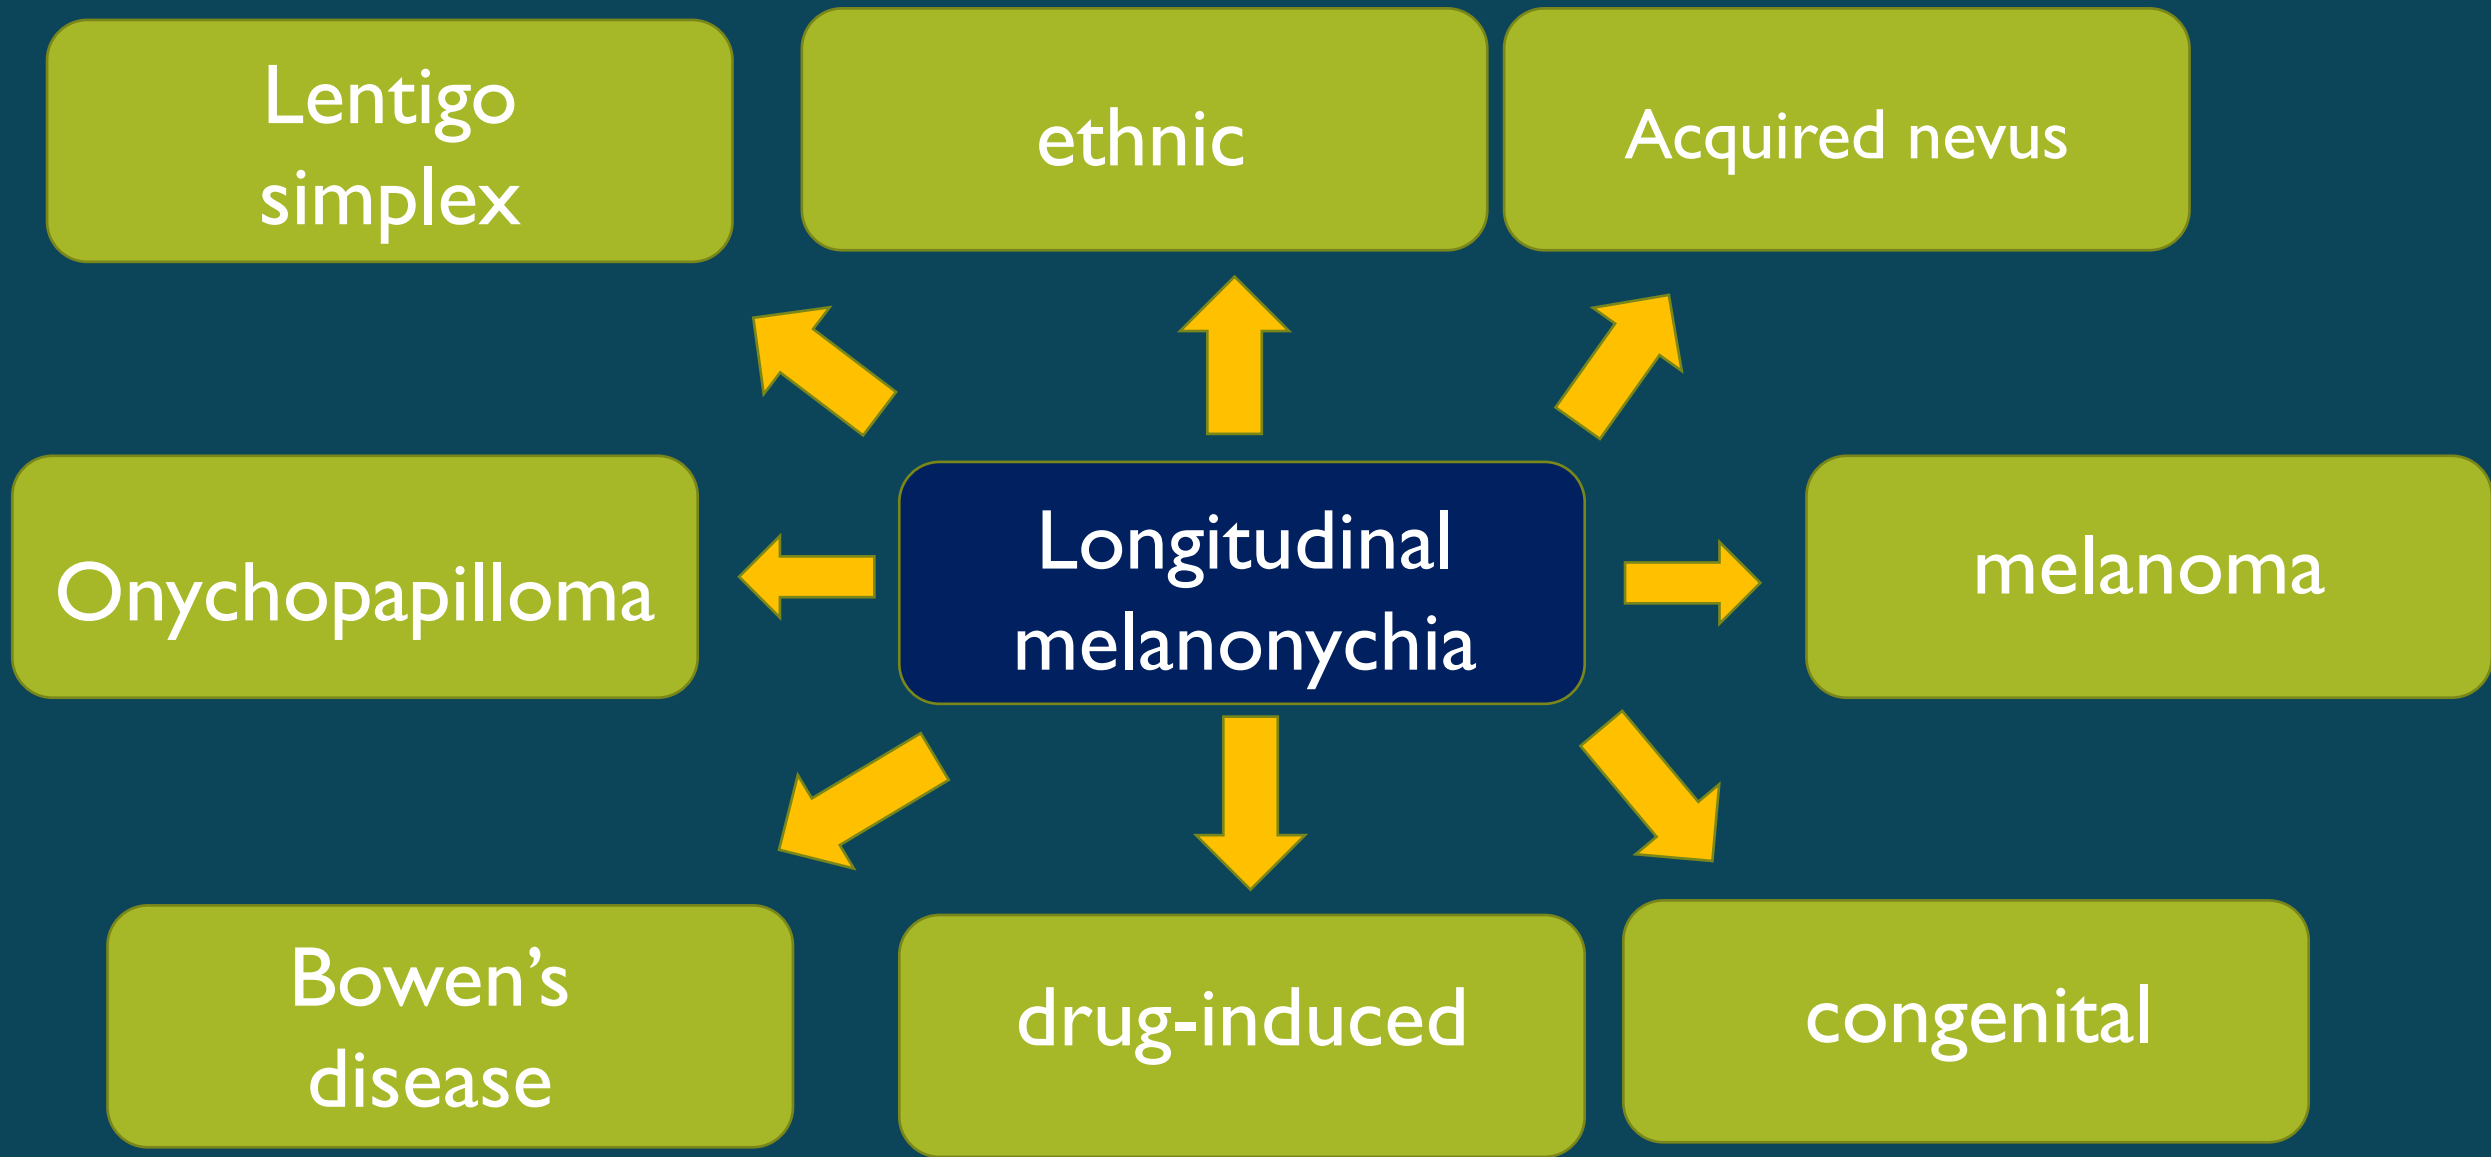 Lentigo
simplex
ethnic
Acquired nevus
Onychopapilloma
Longitudinal
melanonychia
melanoma
Bowen’s
disease
drug-induced
congenital